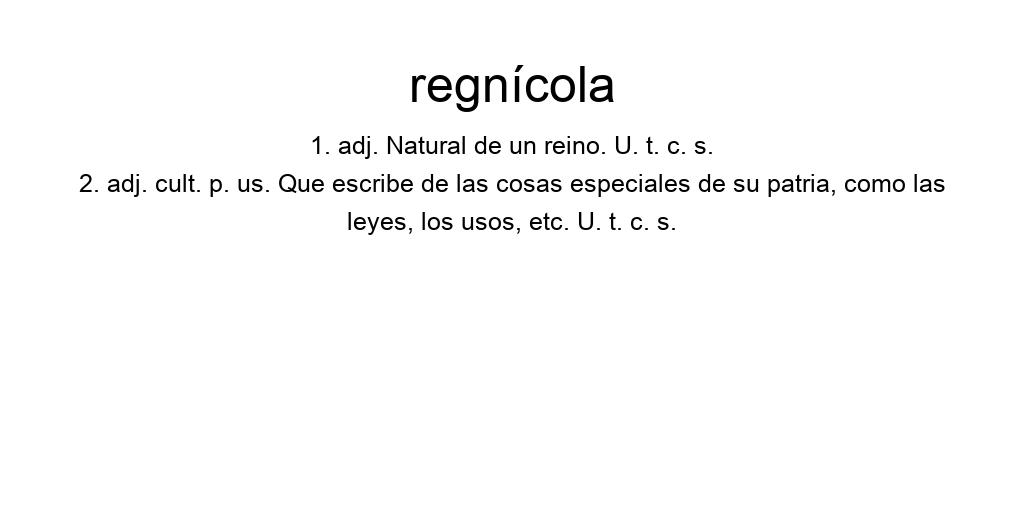 regnícola
1. adj. Natural de un reino. U. t. c. s.
2. adj. cult. p. us. Que escribe de las cosas especiales de su patria, como las
leyes, los usos, etc. U. t. c. s.